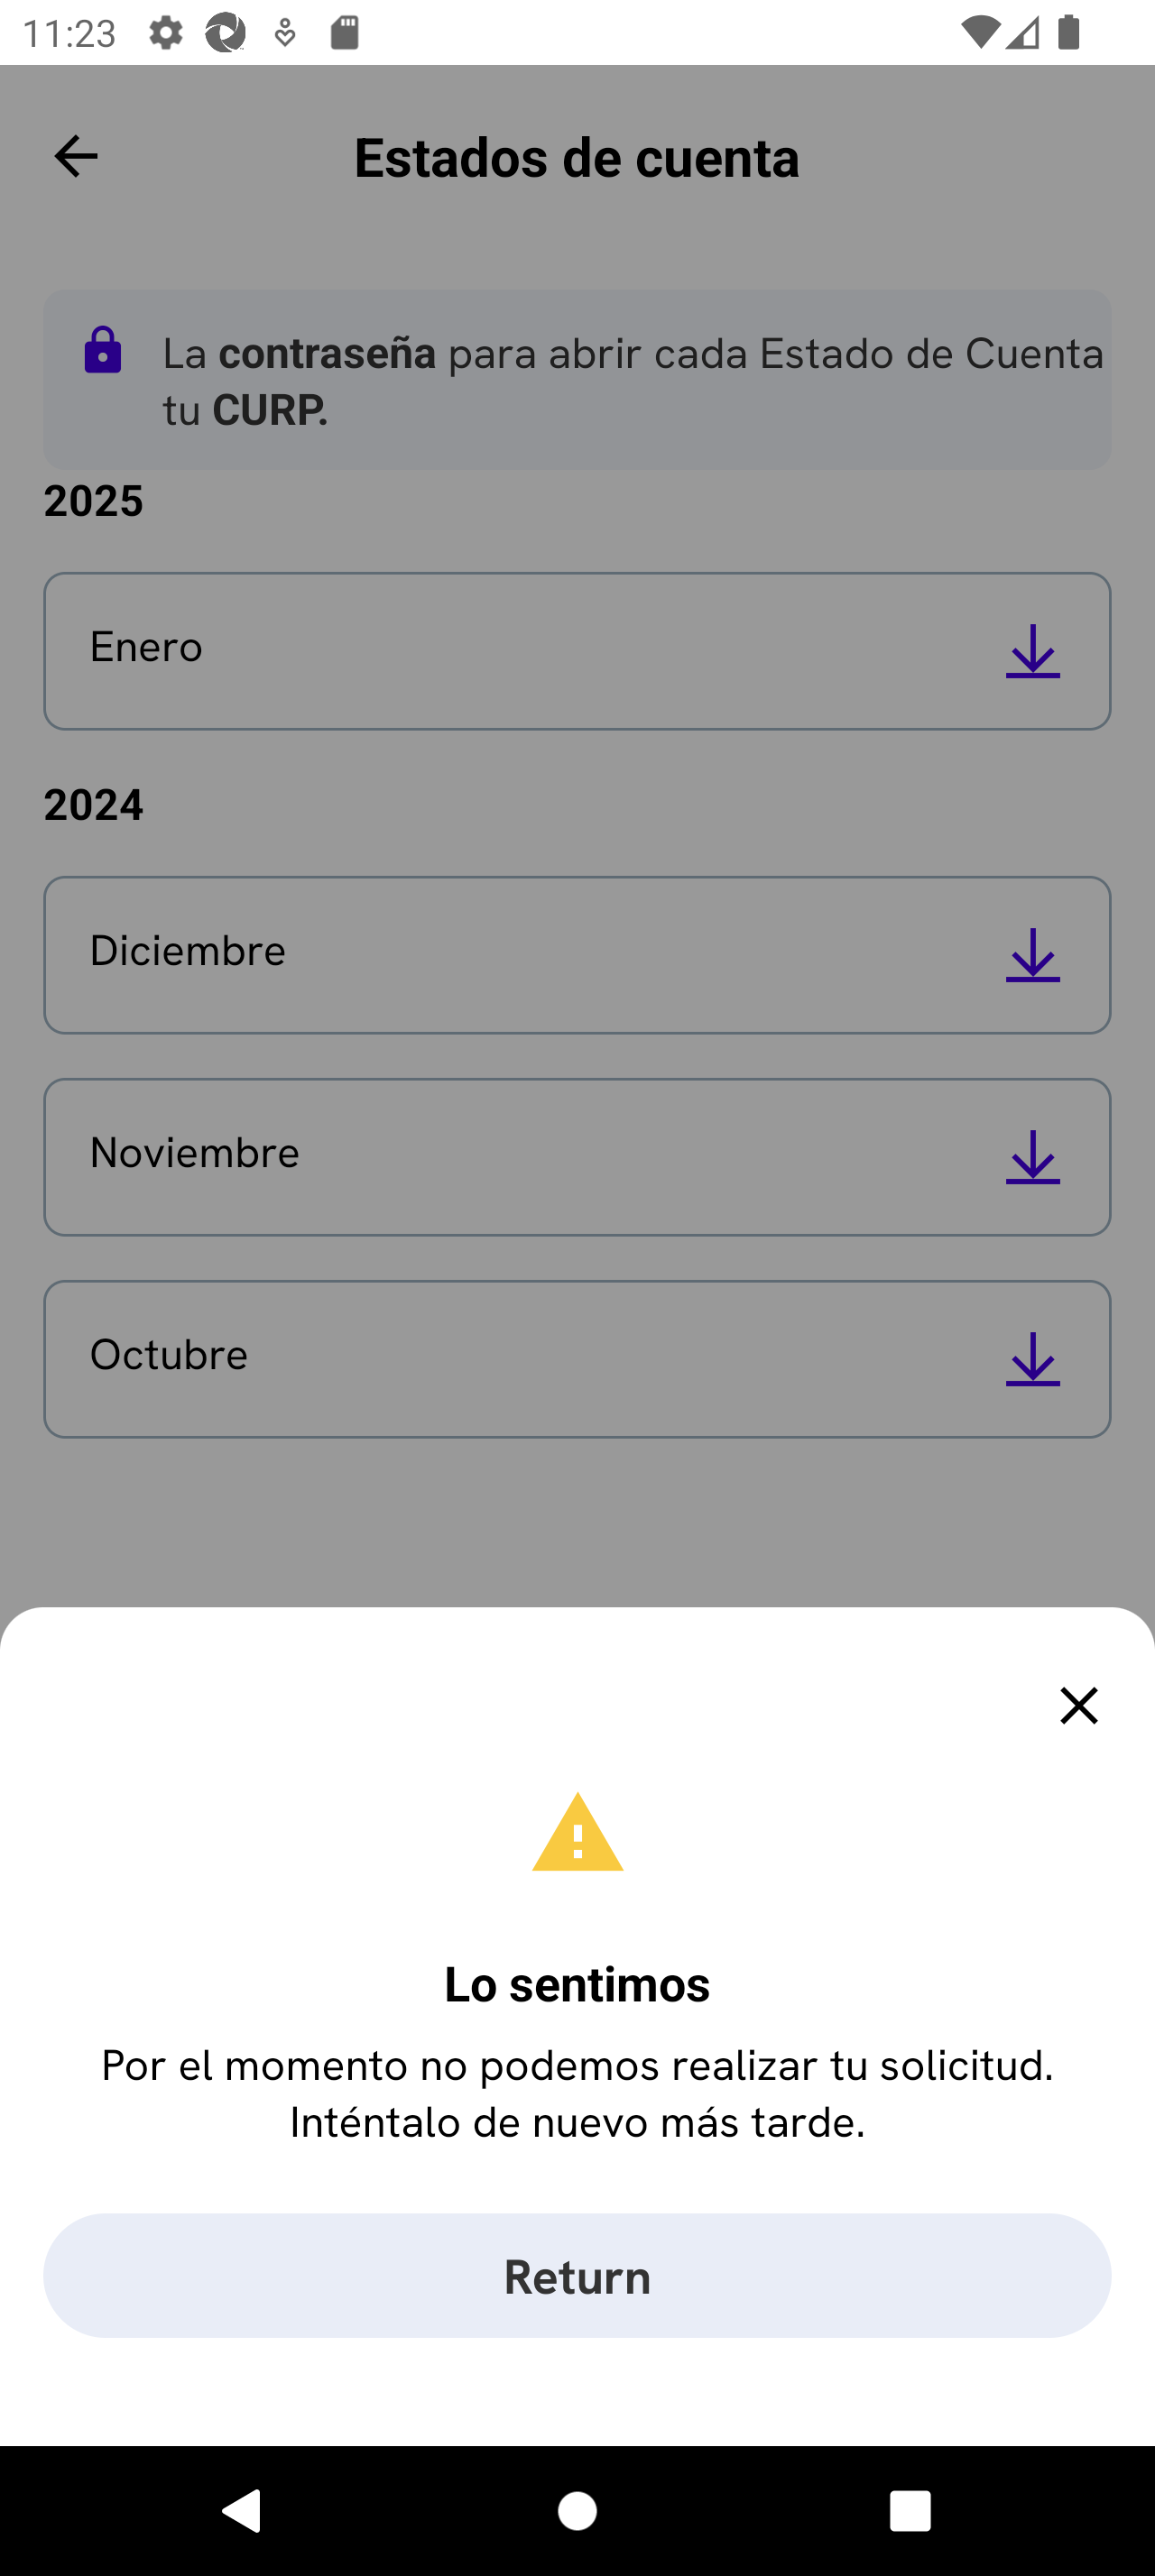 11:23
Estados de cuenta
La contraseña para abrir cada Estado de Cuenta
tu CURP.
2025
Enero
2024
Diciembre
Noviembre
Octubre
Lo sentimos
Por el momento no podemos realizar tu solicitud.
Inténtalo de nuevo más tarde.
Return